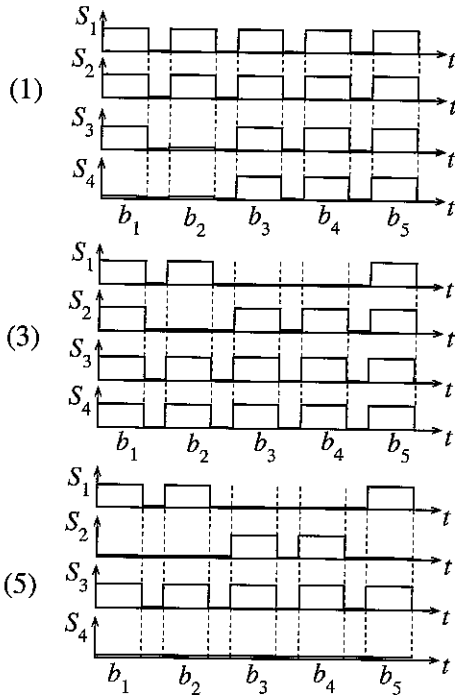 (1)
S₁ t
S₂ t
S₃ t
S₄ t
b₁ b₂ b₃ b₄ b₅
(3)
S₁ t
S₂ t
S₃ t
S₄ t
b₁ b₂ b₃ b₄ b₅
(5)
S₁ t
S₂ t
S₃ t
S₄ t
b₁ b₂ b₃ b₄ b₅